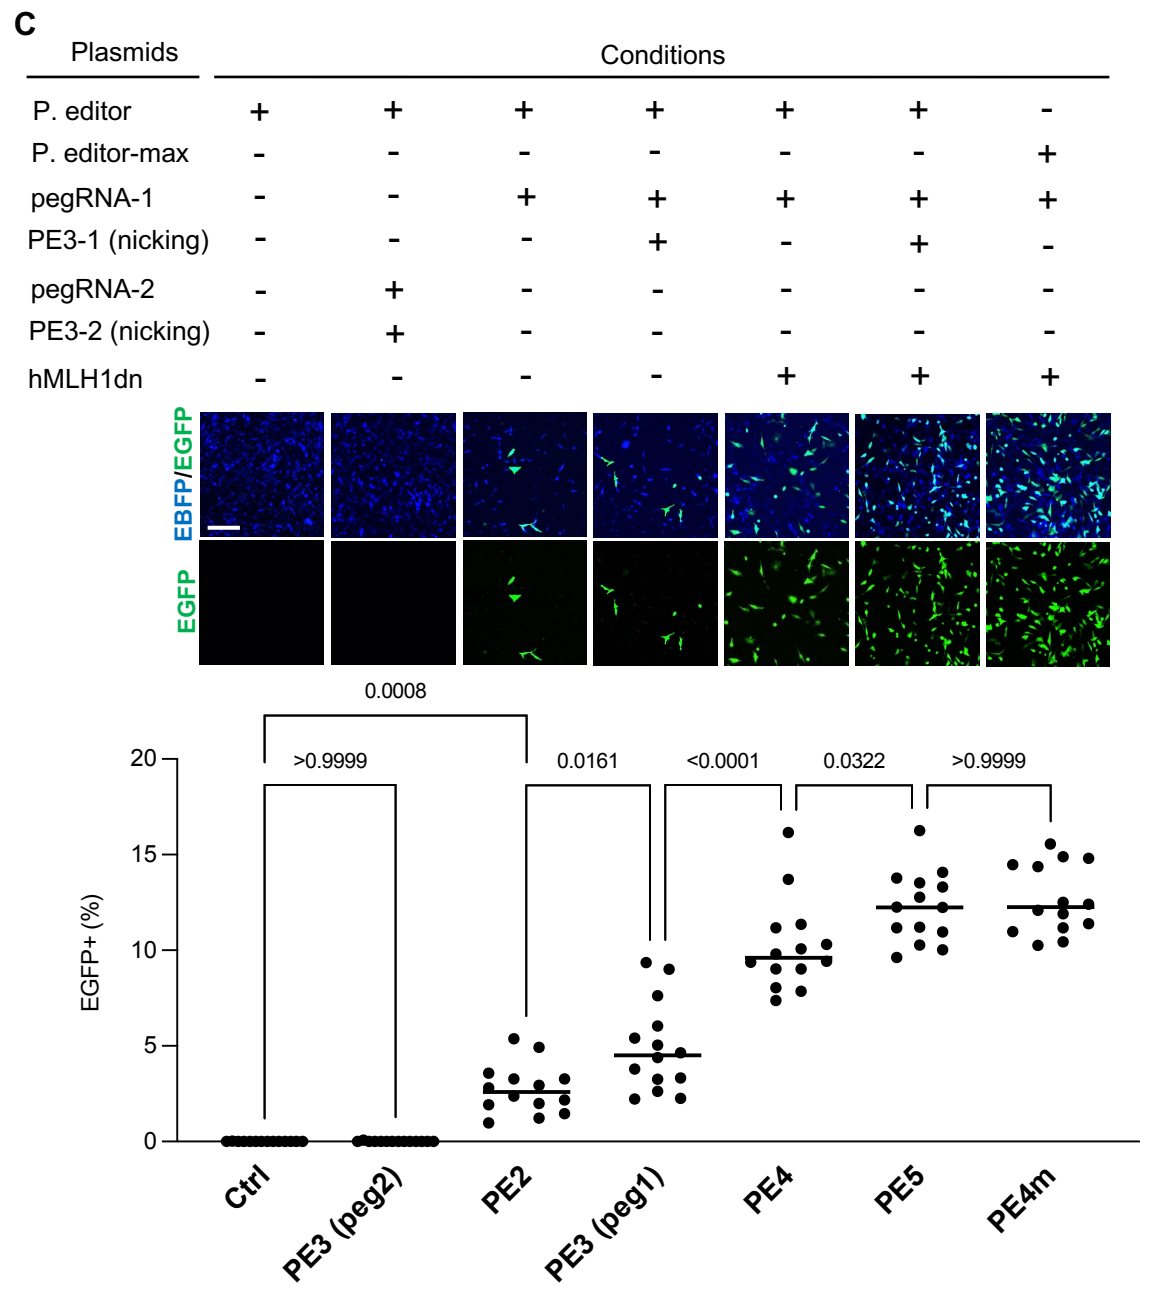 C
Plasmids Conditions
P. editor + + + + + + -
P. editor-max - - - - - - +
pegRNA-1 - - + + + + +
PE3-1 (nicking) - - - + - + -
pegRNA-2 - + - - - - -
PE3-2 (nicking) - + - - - - -
hMLH1dn - - - - + + +
EBFP/EGFP
EGFP
0.0008
>0.9999 0.0161 <0.0001 0.0322 >0.9999
EGFP+ (%)
20
15
10
5
0
Ctrl
PE3 (peg2)
PE2
PE3 (peg1)
PE4
PE5
PE4m